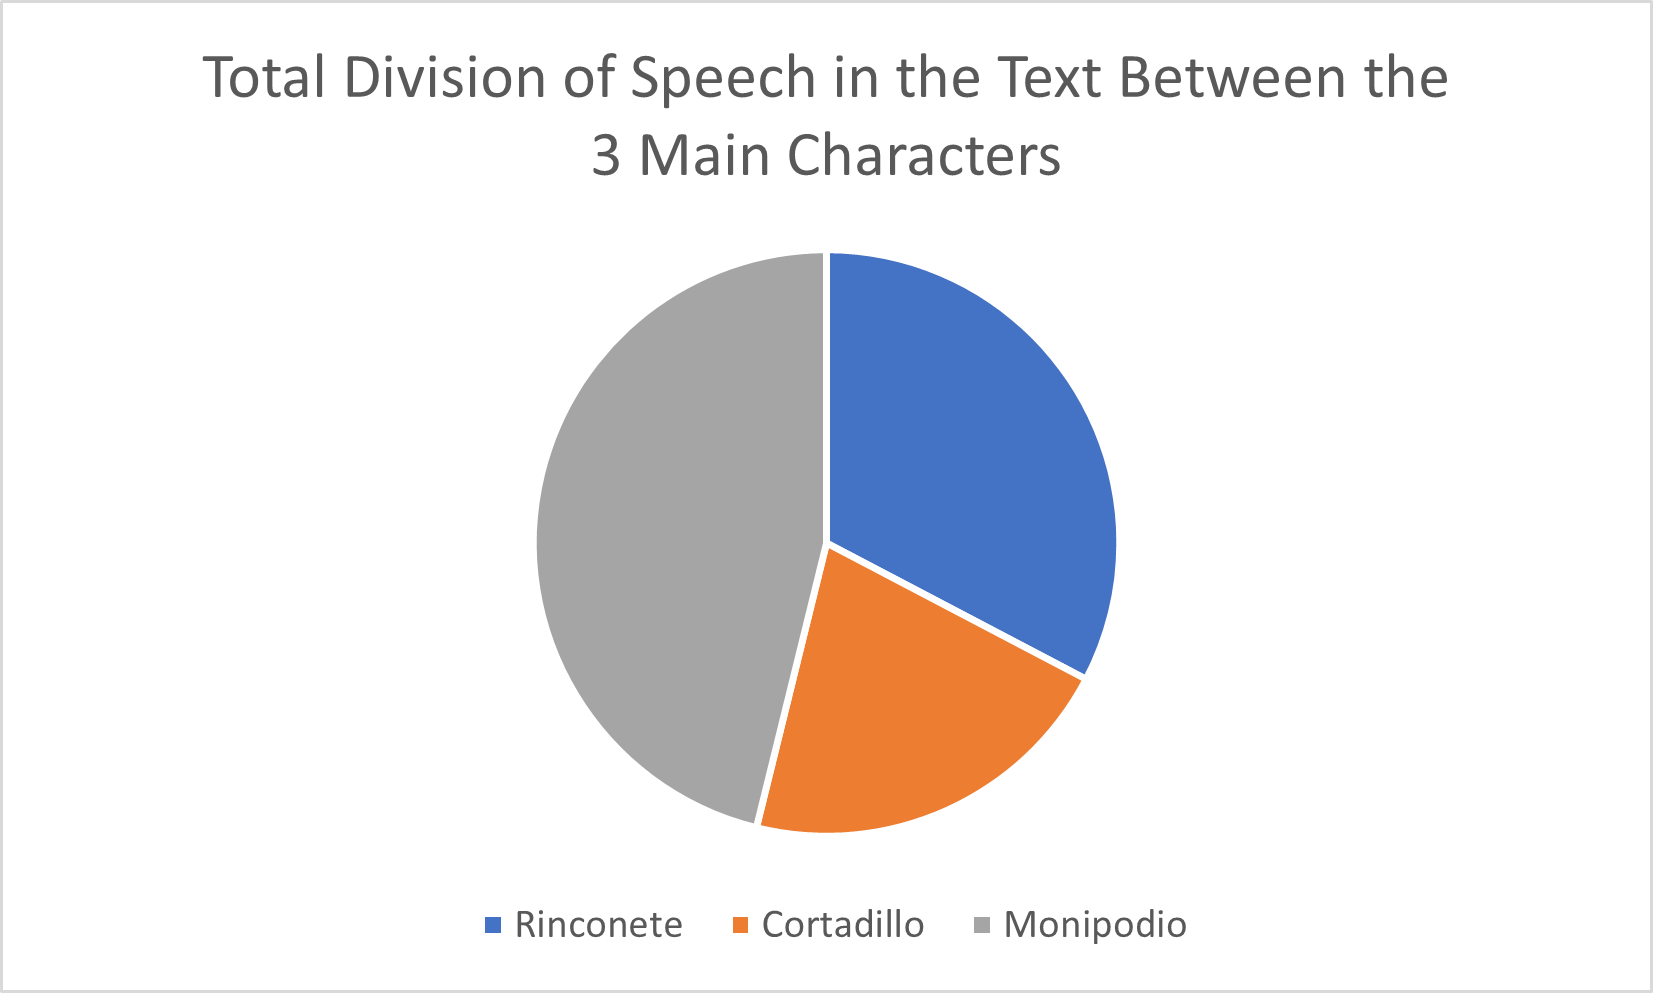 Total Division of Speech in the Text Between the
3 Main Characters
Rinconete Cortadillo Monipodio